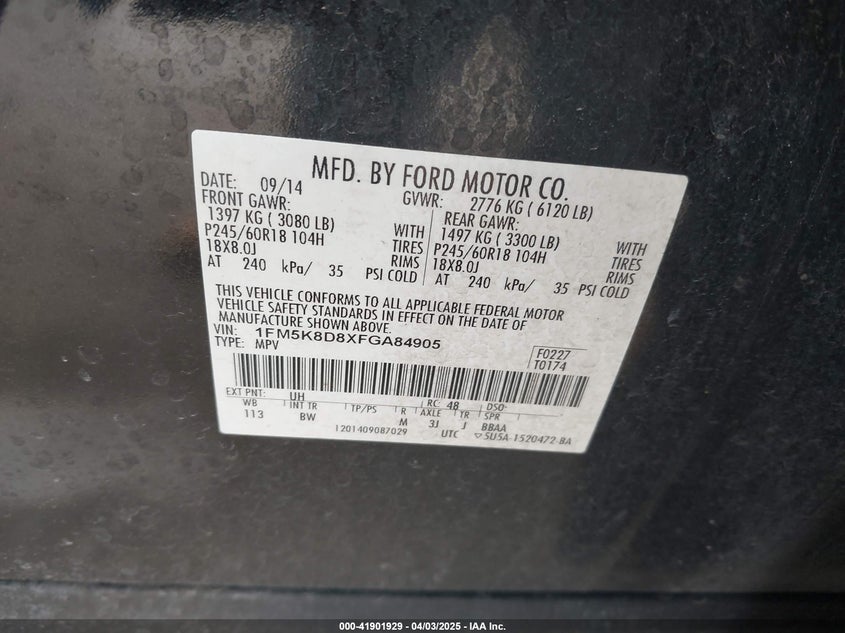 MFD. BY FORD MOTOR CO.
DATE: 09/14 GVWR: 2776 KG ( 6120 LB)
FRONT GAWR: REAR GAWR:
1397 KG ( 3080 LB) WITH 1497 KG ( 3300 LB) WITH
P245/60R18 104H TIRES P245/60R18 104H TIRES
18X8.0J RIMS 18X8.0J RIMS
AT 240 kPa/ 35 PSI COLD AT 240 kPa/ 35 PSI COLD
THIS VEHICLE CONFORMS TO ALL APPLICABLE FEDERAL MOTOR
VEHICLE SAFETY STANDARDS IN EFFECT ON THE DATE OF
MANUFACTURE SHOWN ABOVE.
VIN: 1FM5K8D8XFGA84905
TYPE: MPV
F0227
T0174
EXT PNT: UH RC: 48 DSO:
WB INT TR TP/PS R AXLE TR SPR
113 BW M 3J J BBAA
1201409087029 UTC ▽5U5A-1520472-BA
000-41901929 - 04/03/2025 - IAA Inc.